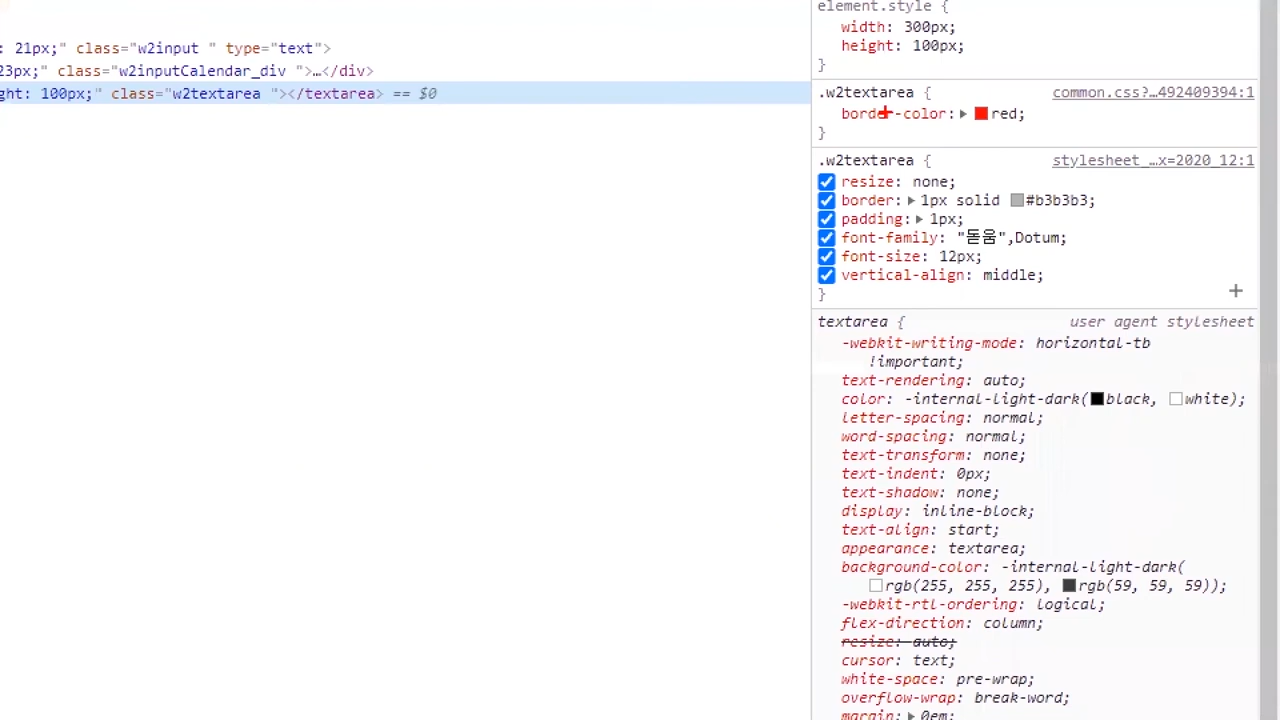 element.style {
width: 300px;
height: 100px;
}
: 21px;" class="w2input " type="text">
23px;" class="w2inputCalendar_div ">…</div>
ght: 100px;" class="w2textarea "></textarea> == $0
.w2textarea { common.css?…492409394:1
border-color: ▶ red;
}
.w2textarea { stylesheet_…x=2020_12:1
resize: none;
border: ▶ 1px solid #b3b3b3;
padding: ▶ 1px;
font-family: "돋움",Dotum;
font-size: 12px;
vertical-align: middle;
}
textarea { user agent stylesheet
-webkit-writing-mode: horizontal-tb
!important;
text-rendering: auto;
color: -internal-light-dark(black, white);
letter-spacing: normal;
word-spacing: normal;
text-transform: none;
text-indent: 0px;
text-shadow: none;
display: inline-block;
text-align: start;
appearance: textarea;
background-color: -internal-light-dark(
rgb(255, 255, 255), rgb(59, 59, 59));
-webkit-rtl-ordering: logical;
flex-direction: column;
resize: auto;
cursor: text;
white-space: pre-wrap;
overflow-wrap: break-word;
margin: ▶ 0em;